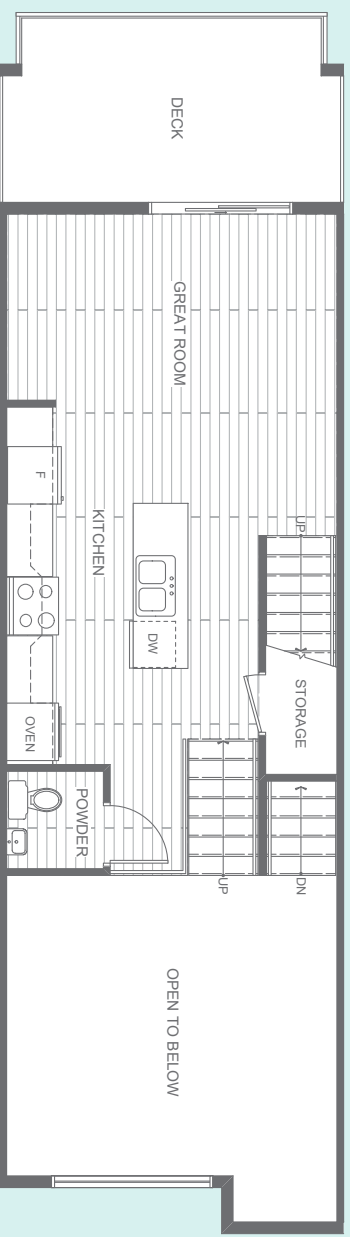 DECK
GREAT ROOM
UP
F
KITCHEN
DW
STORAGE
OVEN
POWDER
UP
DN
OPEN TO BELOW